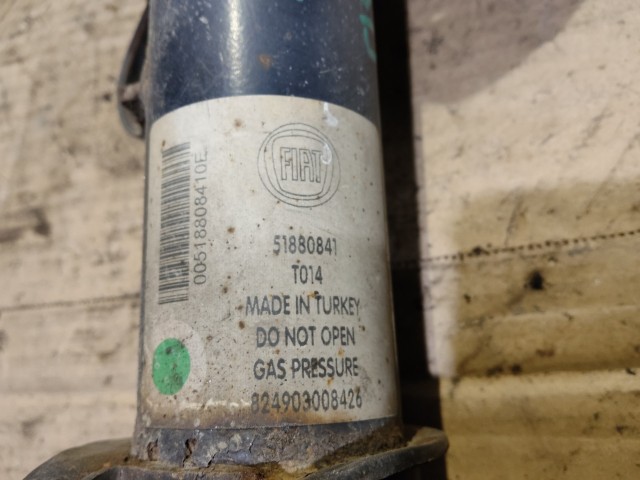 FIAT
51880841
T014
MADE IN TURKEY
DO NOT OPEN
GAS PRESSURE
824903008426
00518808410E